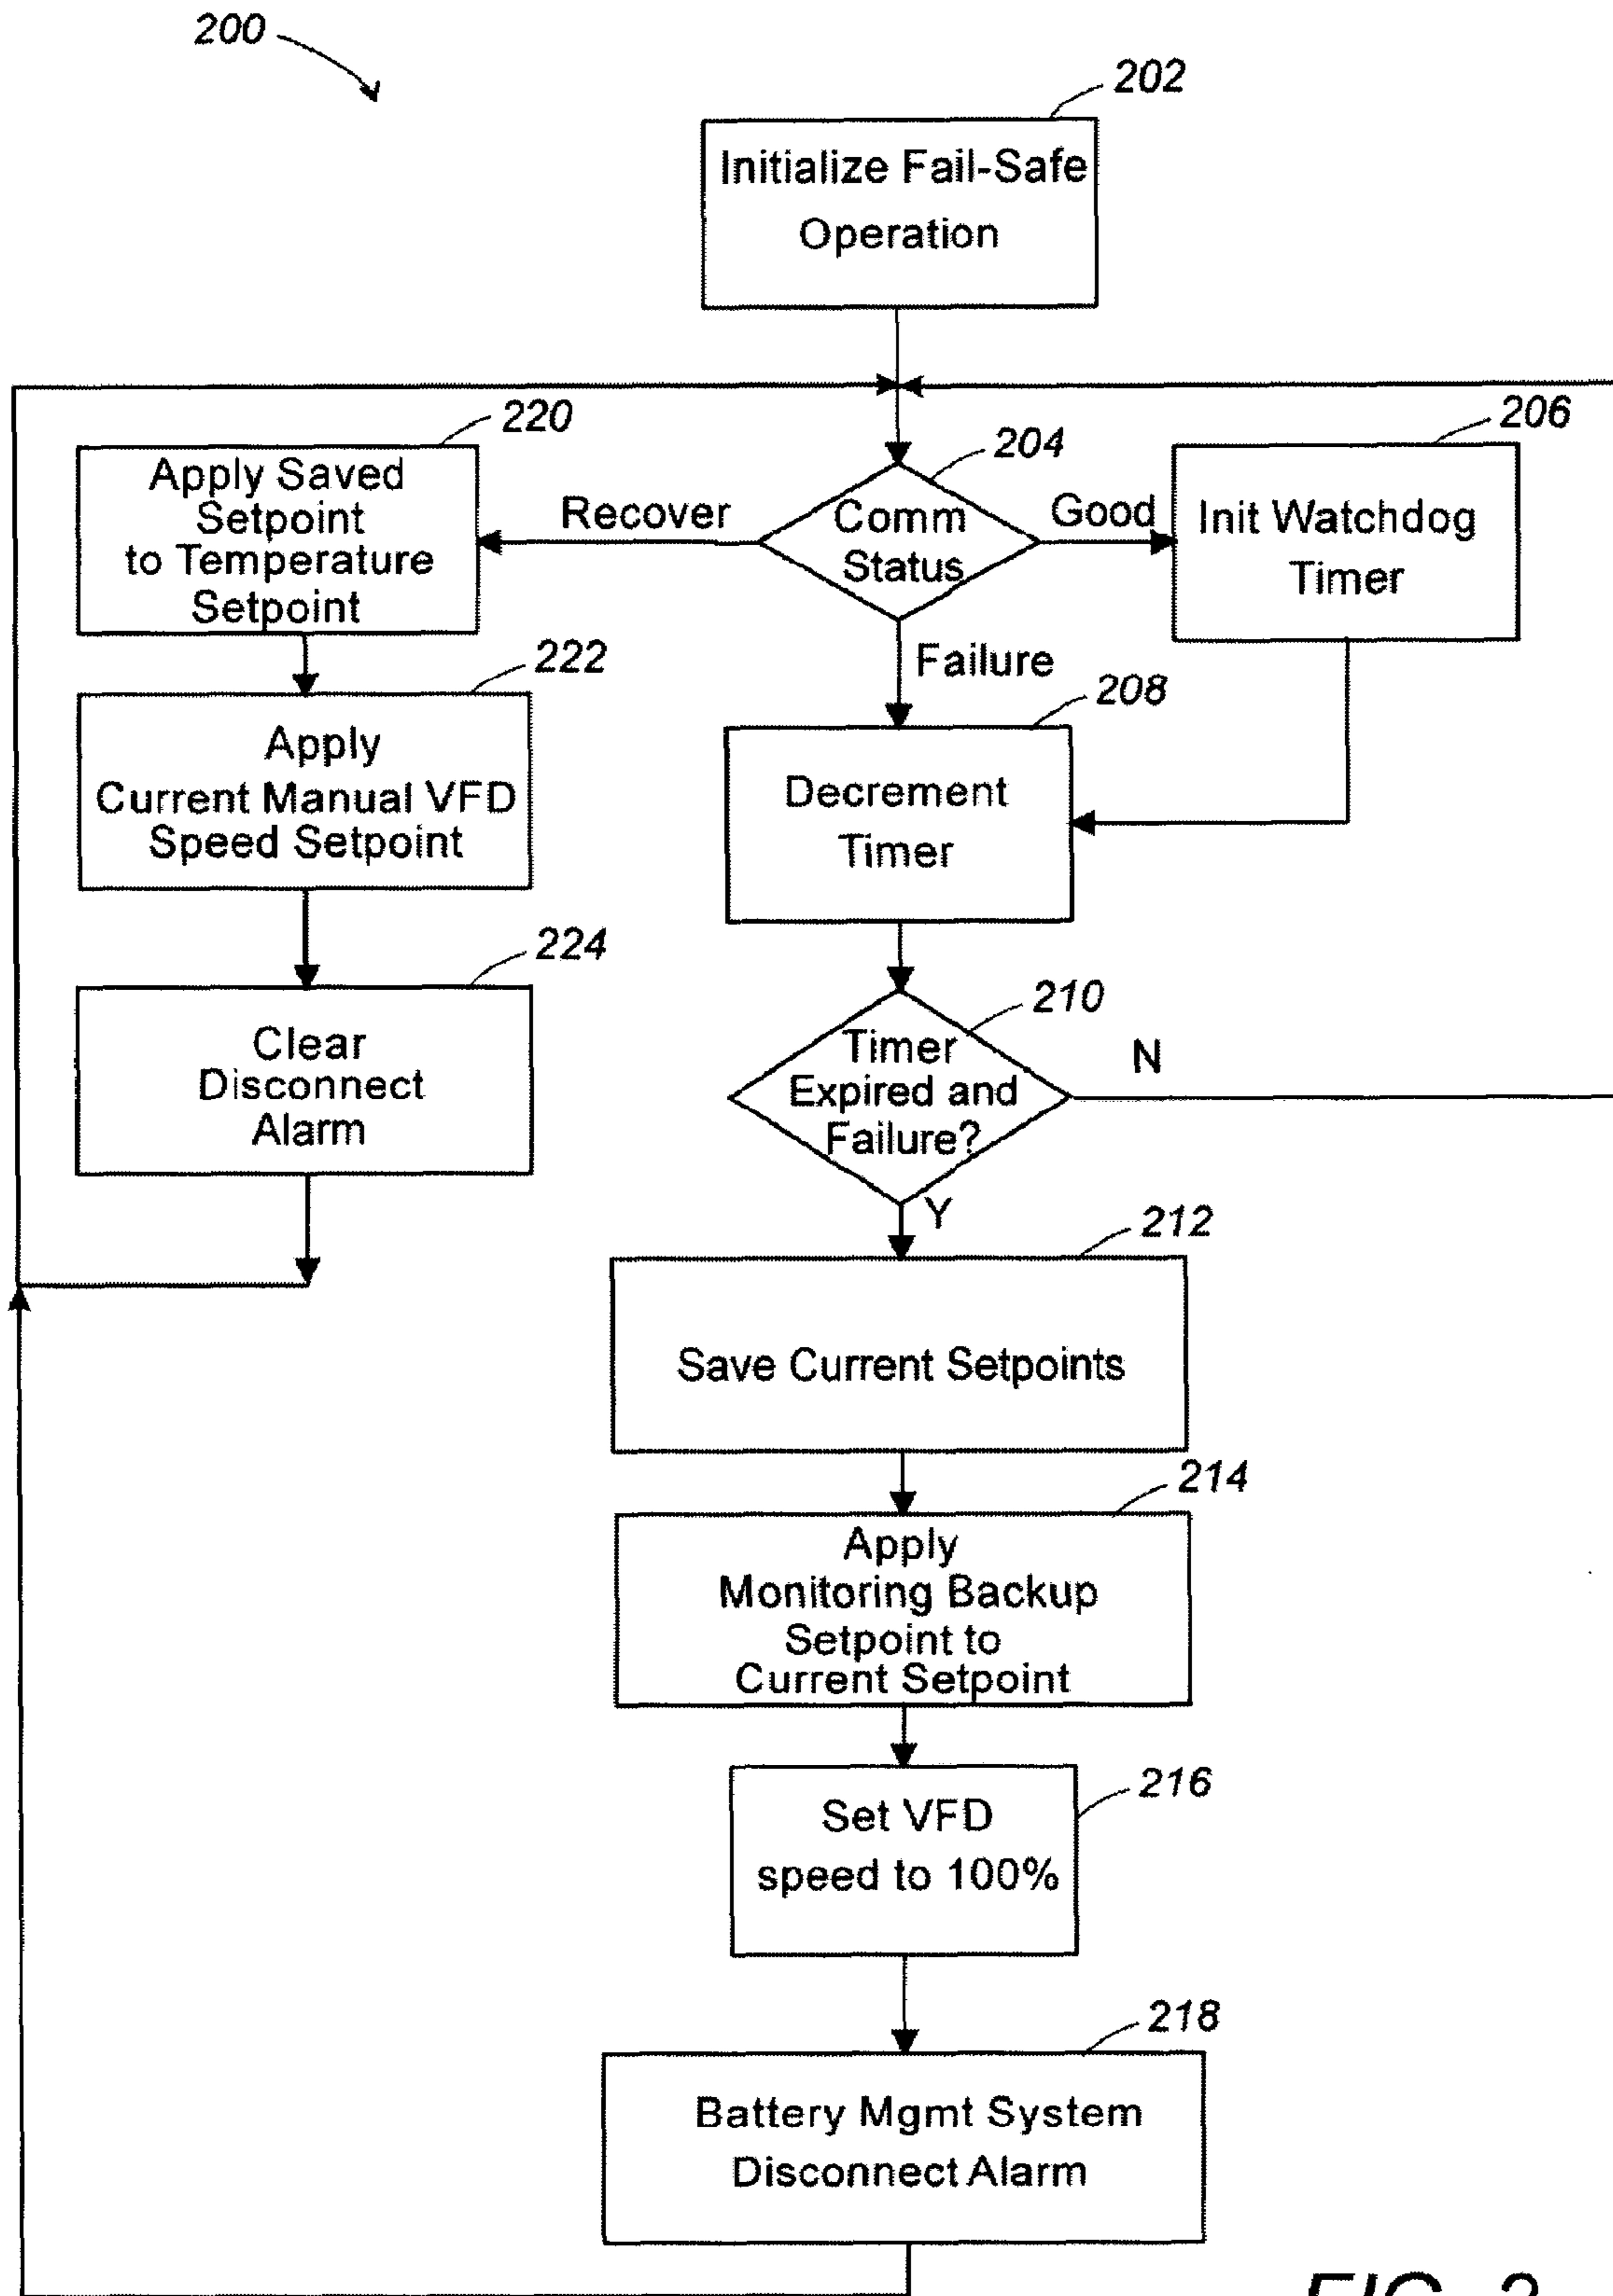 200
202
Initialize Fail-Safe
Operation
220
Apply Saved
Setpoint
to Temperature
Setpoint
Recover
204
Comm
Status
Good
206
Init Watchdog
Timer
Failure
222
Apply
Current Manual VFD
Speed Setpoint
208
Decrement
Timer
224
Clear
Disconnect
Alarm
210
Timer
Expired and
Failure?
N
Y
212
Save Current Setpoints
214
Apply
Monitoring Backup
Setpoint to
Current Setpoint
216
Set VFD
speed to 100%
218
Battery Mgmt System
Disconnect Alarm